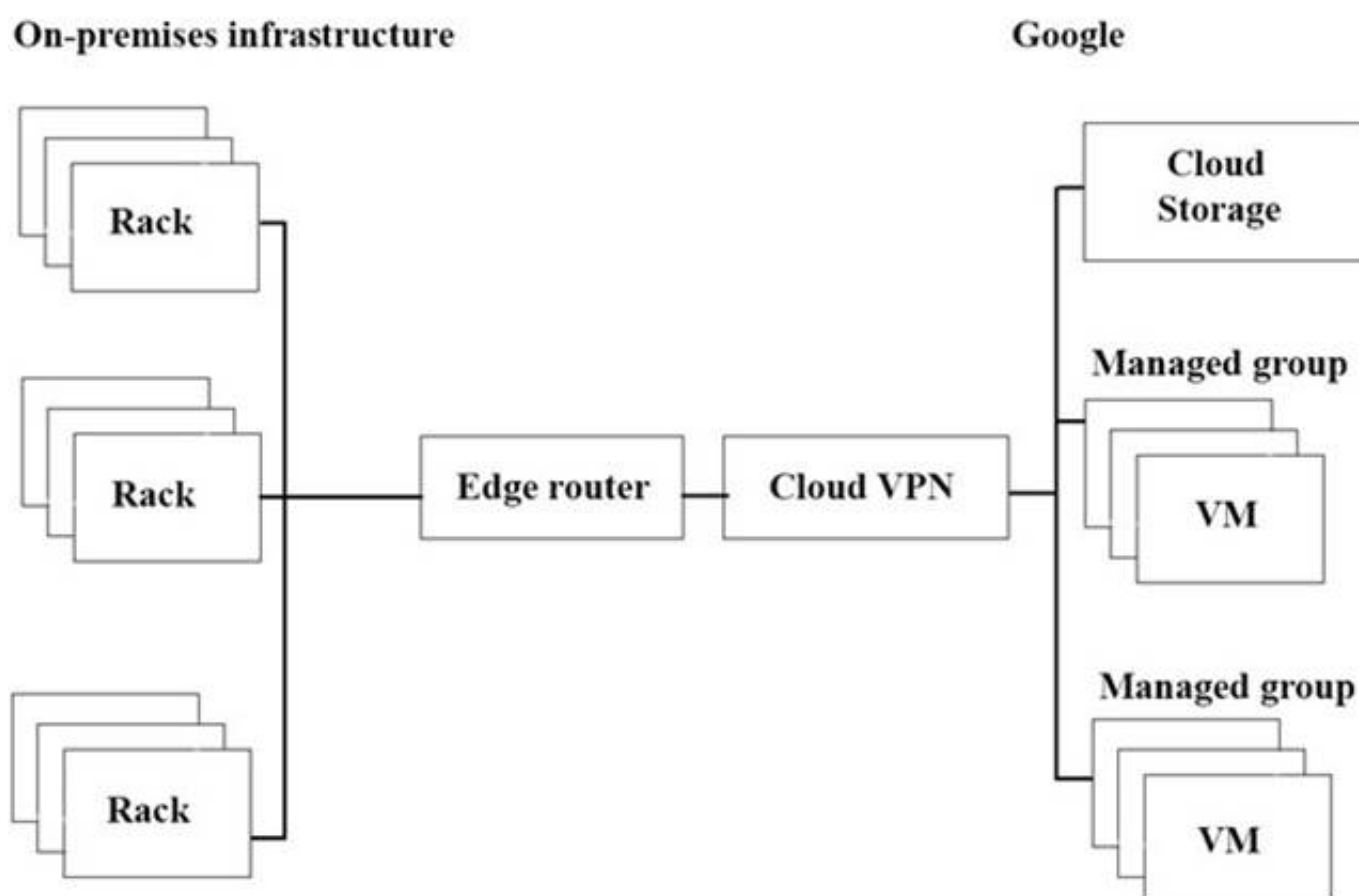 On-premises infrastructure
Google
Rack
Rack
Rack
Edge router
Cloud VPN
Cloud
Storage
Managed group
VM
Managed group
VM